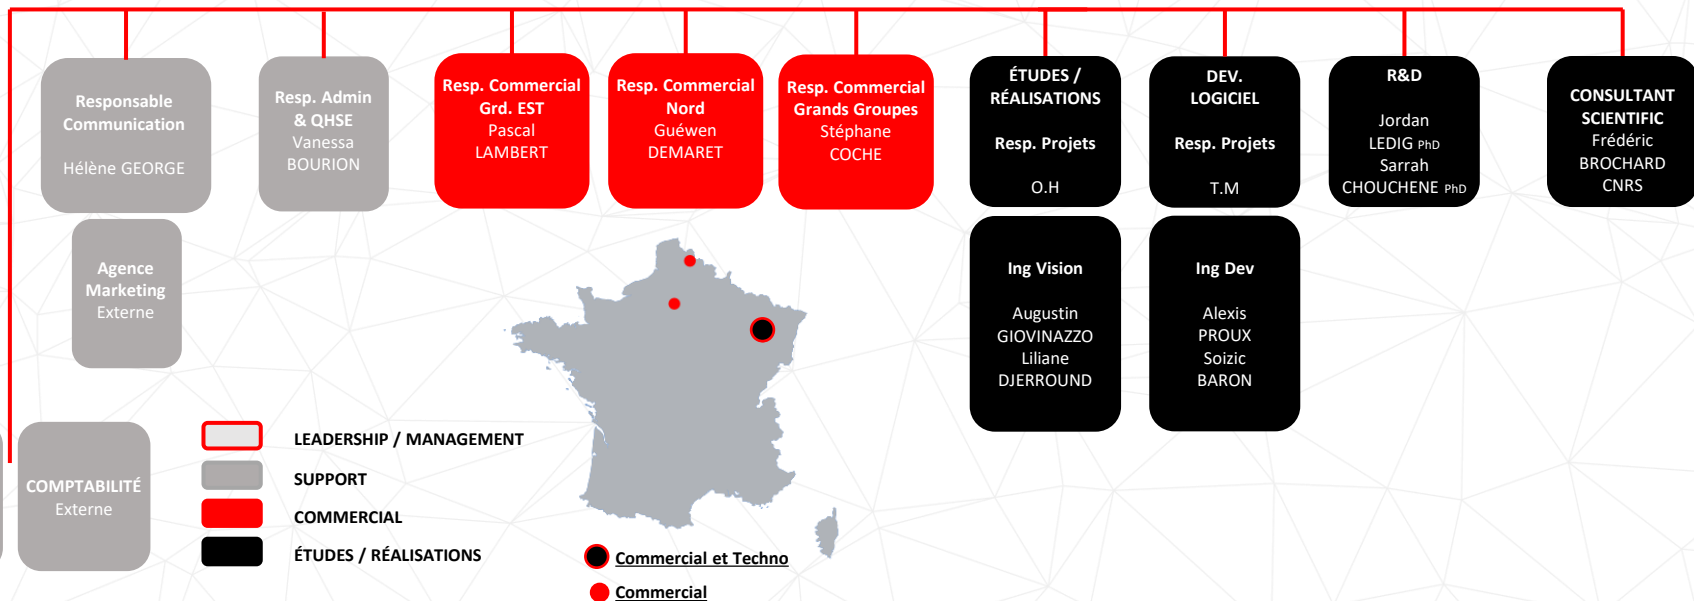 Responsable
Communication
Hélène GEORGE
Resp. Admin
& QHSE
Vanessa
BOURION
Resp. Commercial
Grd. EST
Pascal
LAMBERT
Resp. Commercial
Nord
Guéwen
DEMARET
Resp. Commercial
Grands Groupes
Stéphane
COCHE
ÉTUDES /
RÉALISATIONS
Resp. Projets
O.H
DEV.
LOGICIEL
Resp. Projets
T.M
R&D
Jordan
LEDIG PhD
Sarrah
CHOUCHENE PhD
CONSULTANT
SCIENTIFIC
Frédéric
BROCHARD
CNRS
Agence
Marketing
Externe
Ing Vision
Augustin
GIOVINAZZO
Liliane
DJERROUND
Ing Dev
Alexis
PROUX
Soizic
BARON
COMPTABILITÉ
Externe
LEADERSHIP / MANAGEMENT
SUPPORT
COMMERCIAL
ÉTUDES / RÉALISATIONS
Commercial et Techno
Commercial